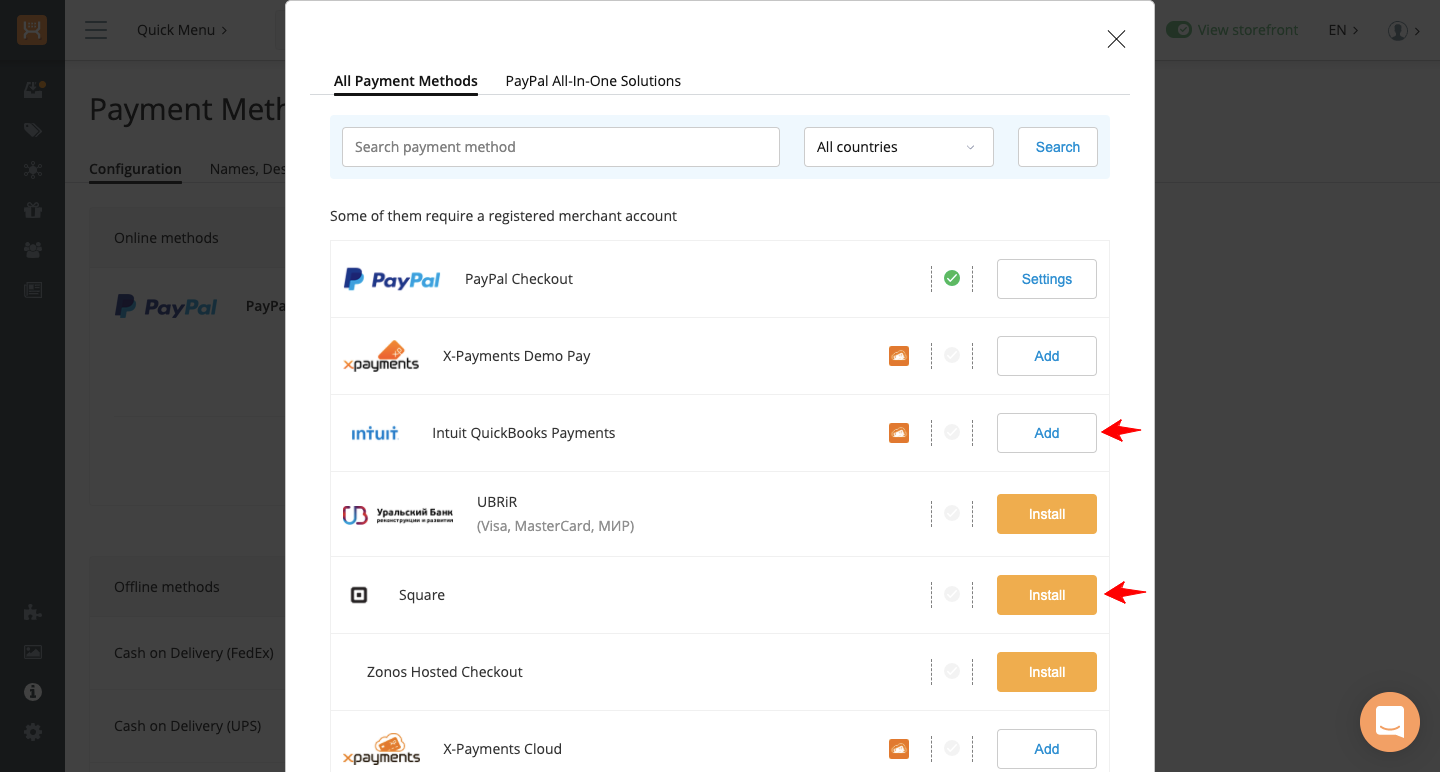 Quick Menu
View storefront
EN
Payment Meth
Configuration
Names, Des
Online methods
PayPal
PayPa
Offline methods
Cash on Delivery (FedEx)
Cash on Delivery (UPS)
All Payment Methods
PayPal All-In-One Solutions
Search payment method
All countries
Search
Some of them require a registered merchant account
PayPal
PayPal Checkout
Settings
xpayments
X-Payments Demo Pay
Add
ıntuıt
Intuit QuickBooks Payments
Add
Уральский Банк
реконструкции и развития
UBRiR
(Visa, MasterCard, МИР)
Install
Square
Install
Zonos Hosted Checkout
Install
xpayments
X-Payments Cloud
Add